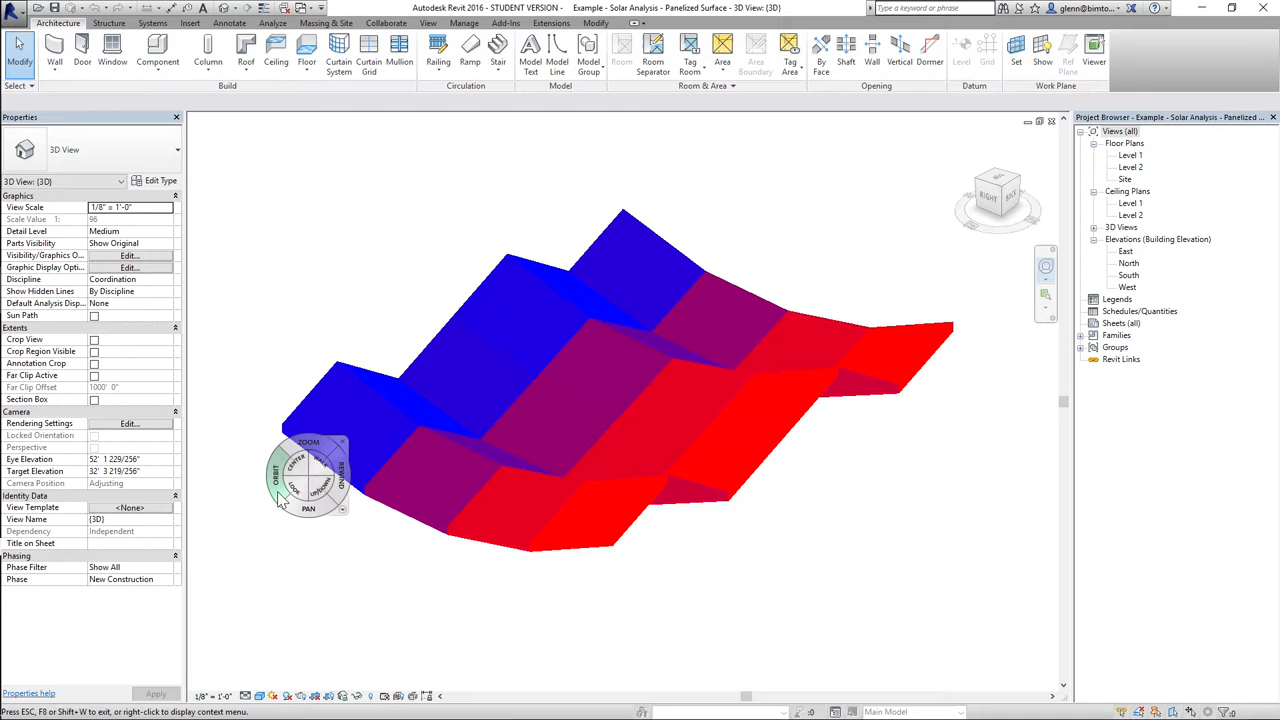 Autodesk Revit 2016 - STUDENT VERSION - Example - Solar Analysis - Panelized Surface - 3D View: {3D}
Type a keyword or phrase
glenn@bimto...
Architecture Structure Systems Insert Annotate Analyze Massing & Site Collaborate View Manage Add-Ins Extensions Modify
Modify Wall Door Window Component Column Roof Ceiling Floor Curtain System Curtain Grid Mullion Railing Ramp Stair Model Text Model Line Model Group Room Room Separator Tag Room Area Area Boundary Tag Area By Face Shaft Wall Vertical Dormer Level Grid Set Show Ref Plane Viewer
Select Build Circulation Model Room & Area Opening Datum Work Plane
Properties
3D View
3D View: {3D} Edit Type
Graphics
View Scale 1/8" = 1'-0"
Scale Value 1: 96
Detail Level Medium
Parts Visibility Show Original
Visibility/Graphics O... Edit...
Graphic Display Opti... Edit...
Discipline Coordination
Show Hidden Lines By Discipline
Default Analysis Disp... None
Sun Path
Extents
Crop View
Crop Region Visible
Annotation Crop
Far Clip Active
Far Clip Offset 1000' 0"
Section Box
Camera
Rendering Settings Edit...
Locked Orientation
Perspective
Eye Elevation 52' 1 229/256"
Target Elevation 32' 3 219/256"
Camera Position Adjusting
Identity Data
View Template <None>
View Name {3D}
Dependency Independent
Title on Sheet
Phasing
Phase Filter Show All
Phase New Construction
Properties help Apply
RIGHT BACK
ZOOM
ORBIT CENTER WALK REWIND
LOOK UP/DOWN
PAN
Project Browser - Example - Solar Analysis - Panelized ...
Views (all)
Floor Plans
Level 1
Level 2
Site
Ceiling Plans
Level 1
Level 2
3D Views
Elevations (Building Elevation)
East
North
South
West
Legends
Schedules/Quantities
Sheets (all)
Families
Groups
Revit Links
1/8" = 1'-0"
Press ESC, F8 or Shift+W to exit, or right-click to display context menu.
:0 Main Model :0